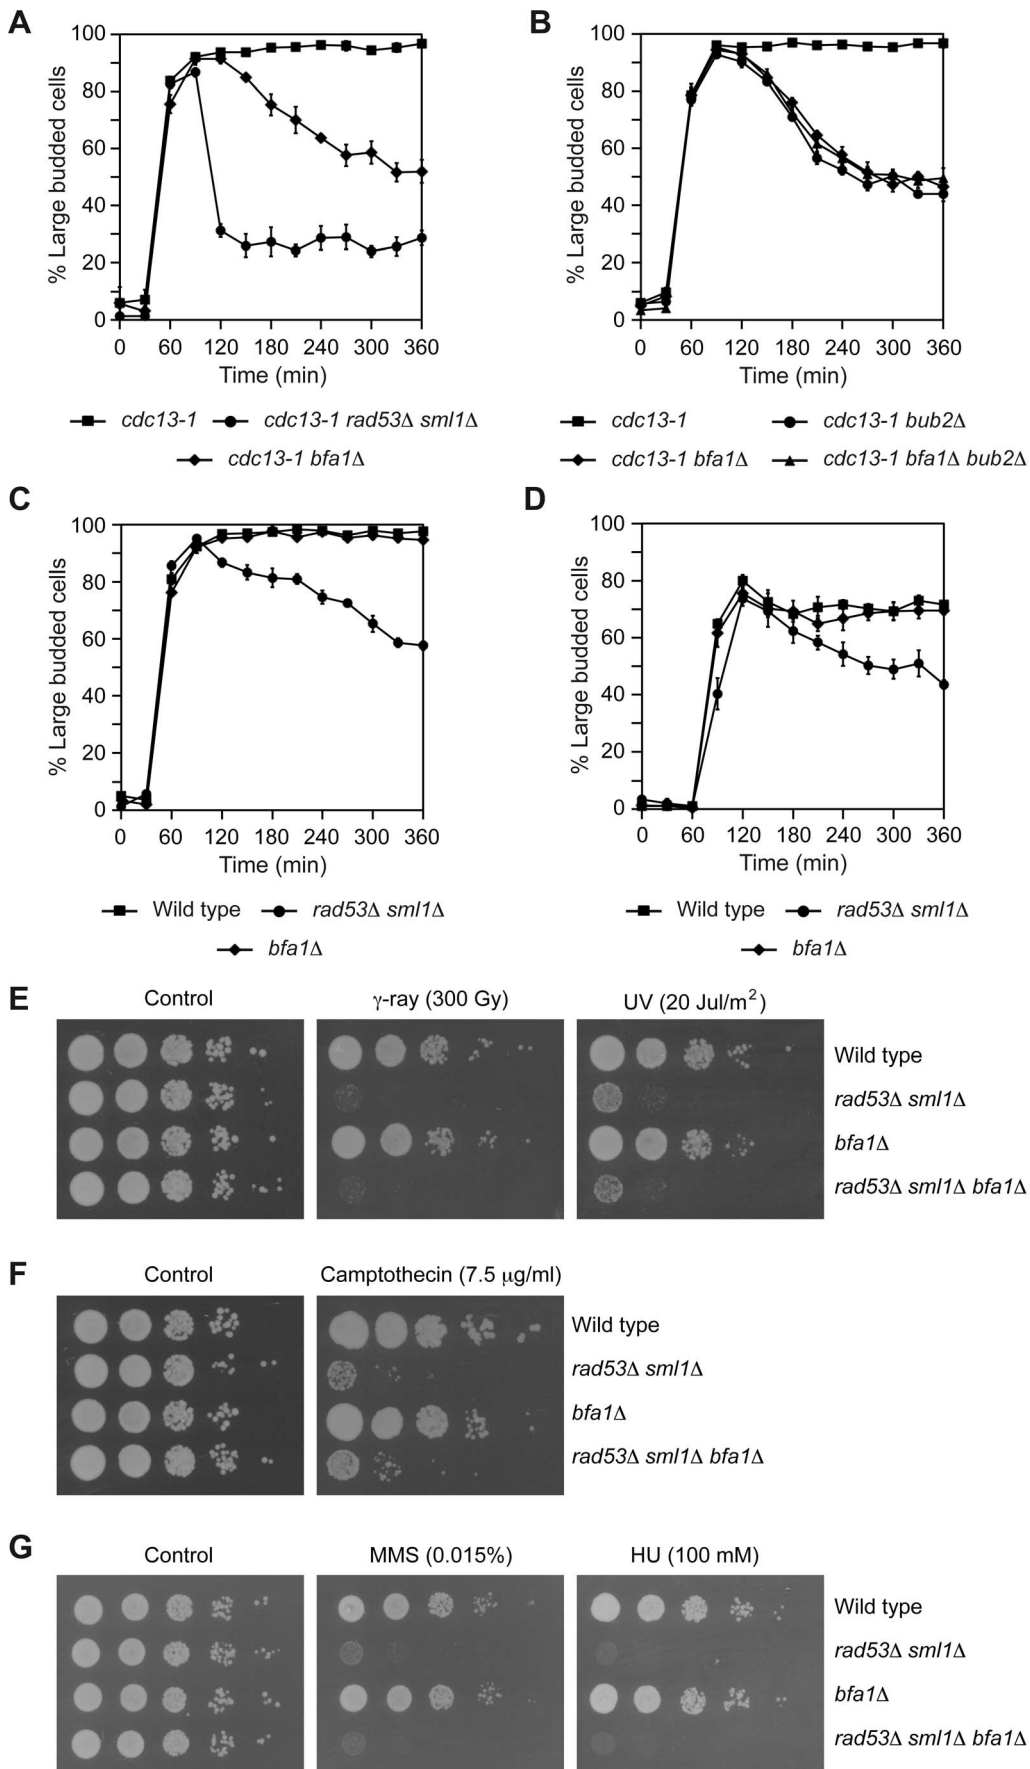 A
100
80
60
40
20
0
% Large budded cells
0 60 120 180 240 300 360
Time (min)
cdc13-1 cdc13-1 rad53Δ sml1Δ
cdc13-1 bfa1Δ
B
100
80
60
40
20
0
% Large budded cells
0 60 120 180 240 300 360
Time (min)
cdc13-1 cdc13-1 bub2Δ
cdc13-1 bfa1Δ cdc13-1 bfa1Δ bub2Δ
C
100
80
60
40
20
0
% Large budded cells
0 60 120 180 240 300 360
Time (min)
Wild type rad53Δ sml1Δ
bfa1Δ
D
100
80
60
40
20
0
% Large budded cells
0 60 120 180 240 300 360
Time (min)
Wild type rad53Δ sml1Δ
bfa1Δ
E
Control γ-ray (300 Gy) UV (20 Jul/m²)
Wild type
rad53Δ sml1Δ
bfa1Δ
rad53Δ sml1Δ bfa1Δ
F
Control Camptothecin (7.5 μg/ml)
Wild type
rad53Δ sml1Δ
bfa1Δ
rad53Δ sml1Δ bfa1Δ
G
Control MMS (0.015%) HU (100 mM)
Wild type
rad53Δ sml1Δ
bfa1Δ
rad53Δ sml1Δ bfa1Δ